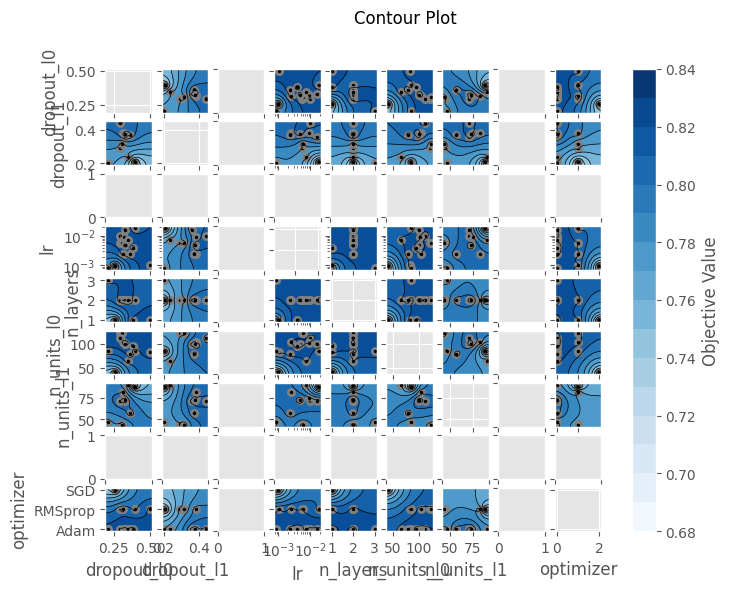 Contour Plot
dropout_l0
0.50
0.25
dropout_l1
0.4
0.2
1
0
lr
10⁻²
10⁻³
n_layers
3
2
1
n_units_l0
100
50
n_units_l1
75
50
1
0
optimizer
SGD
RMSprop
Adam
0.25 0.50 0.2 0.4 0 1 10⁻³ 10⁻² 1 2 3 50 100 50 75 0 1 0 2
dropout_l0 dropout_l1 lr n_layers n_units_l0 n_units_l1 optimizer
0.84
0.82
0.80
0.78
0.76
0.74
0.72
0.70
0.68
Objective Value